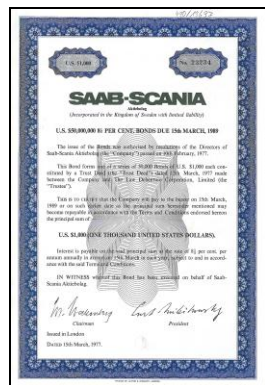 U.S. $1,000
SAAB-SCANIA
Aktiebolag
(Incorporated in the Kingdom of Sweden with limited liability)
U.S. $50,000,000 8¼ PER CENT. BONDS DUE 15th MARCH, 1989
The issue of the Bonds was authorised by resolutions of the Directors of
Saab-Scania Aktiebolag (the "Company") passed on February, 1977.
This Bond forms one of a series of 50,000 Bonds of U.S. $1,000 each con-
stituted by a Trust Deed (the "Trust Deed") dated 15th March, 1977 made
between the Company and The Law Debenture Corporation, Limited (the
"Trustee").
This is to certify that the Company will pay to the bearer on 15th March,
1989 or on such earlier date as the principal sum hereunder mentioned may
become repayable in accordance with the Terms and Conditions endorsed hereon
the principal sum of
U.S. $1,000 (ONE THOUSAND UNITED STATES DOLLARS).
Interest is payable on the said principal sum at the rate of 8¼ per cent. per
annum annually in arrear on 15th March in each year, subject to and in accord-
ance with the said Terms and Conditions.
IN WITNESS whereof this Bond has been executed on behalf of Saab-
Scania Aktiebolag.
Chairman President
Issued in London
Dated 15th March, 1977.